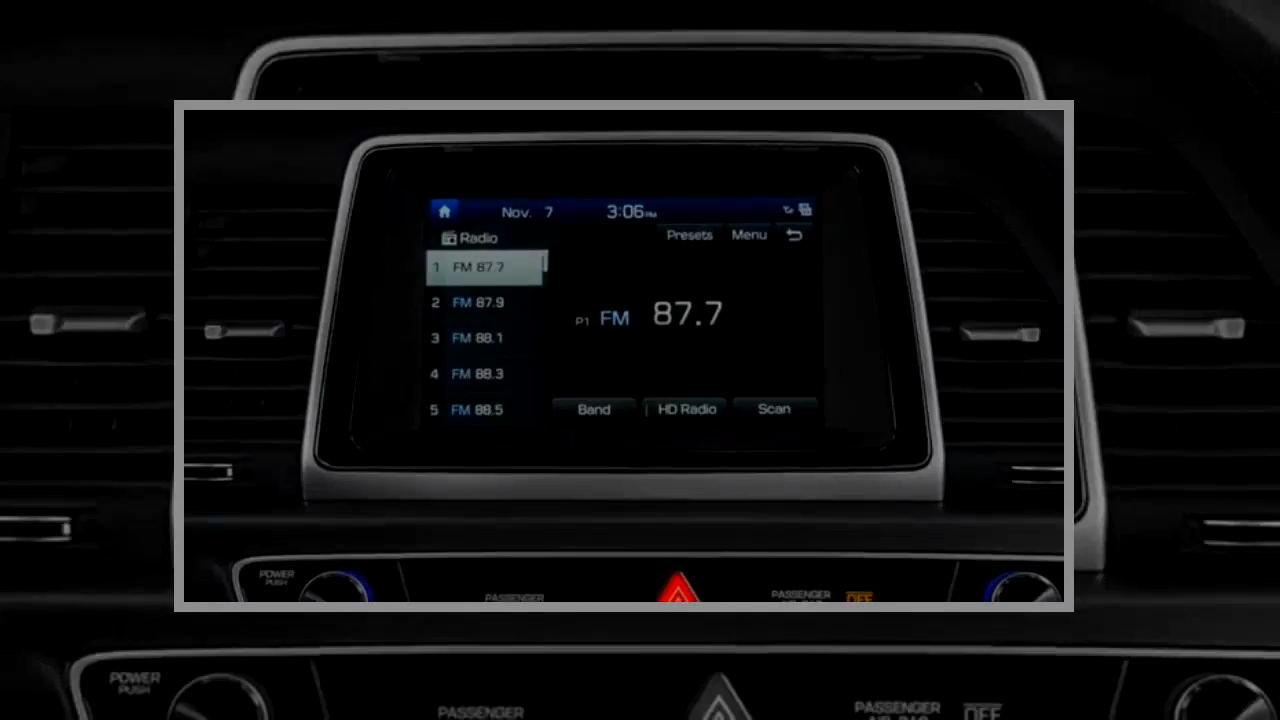 Nov. 7 3:06 PM
Radio Presets Menu
1 FM 87.7
2 FM 87.9
3 FM 88.1
4 FM 88.3
5 FM 88.5
P1 FM 87.7
Band HD Radio Scan
POWER
PUSH
PASSENGER
PASSENGER
OFF
POWER
PUSH
PASSENGER
PASSENGER
OFF